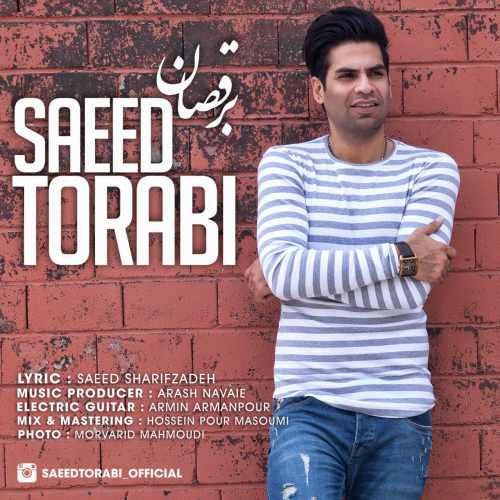 برقصان
SAEED
TORABI
LYRIC : SAEED SHARIFZADEH
MUSIC PRODUCER : ARASH NAVAIE
ELECTRIC GUITAR : ARMIN ARMANPOUR
MIX & MASTERING : HOSSEIN POUR MASOUMI
PHOTO : MORVARID MAHMOUDI
SAEEDTORABI_OFFICIAL